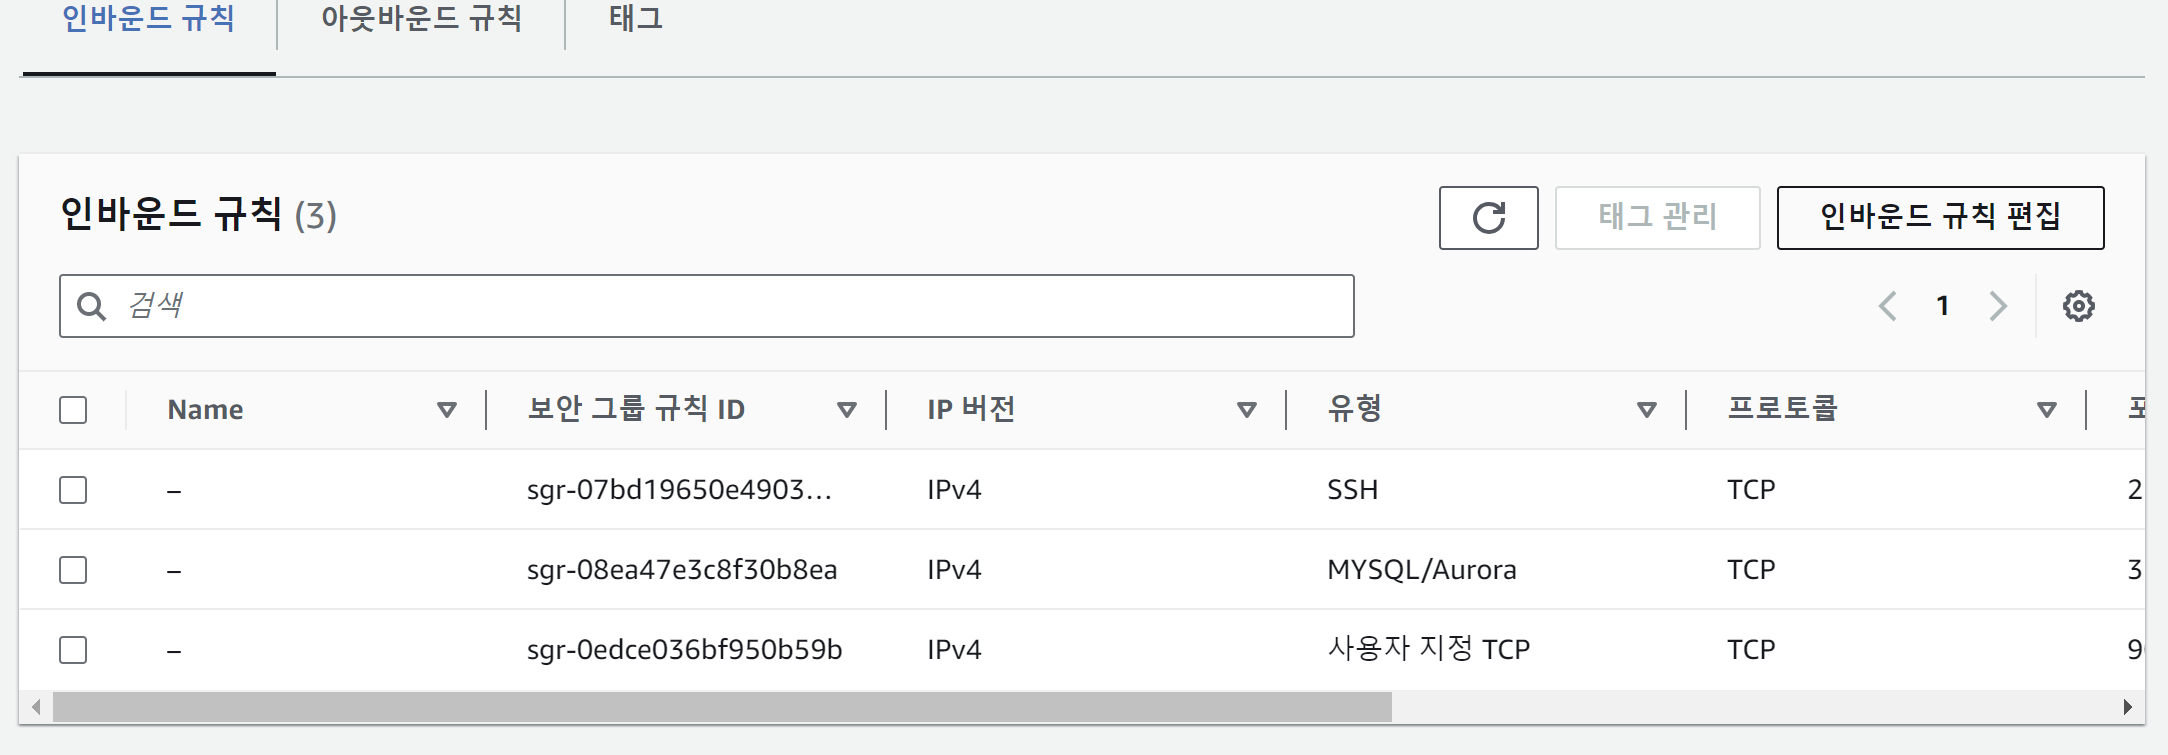 인바운드 규칙 아웃바운드 규칙 태그
인바운드 규칙 (3) 태그 관리 인바운드 규칙 편집
검색 1
Name 보안 그룹 규칙 ID IP 버전 유형 프로토콜
– sgr-07bd19650e4903... IPv4 SSH TCP 2
– sgr-08ea47e3c8f30b8ea IPv4 MYSQL/Aurora TCP 3
– sgr-0edce036bf950b59b IPv4 사용자 지정 TCP TCP 9